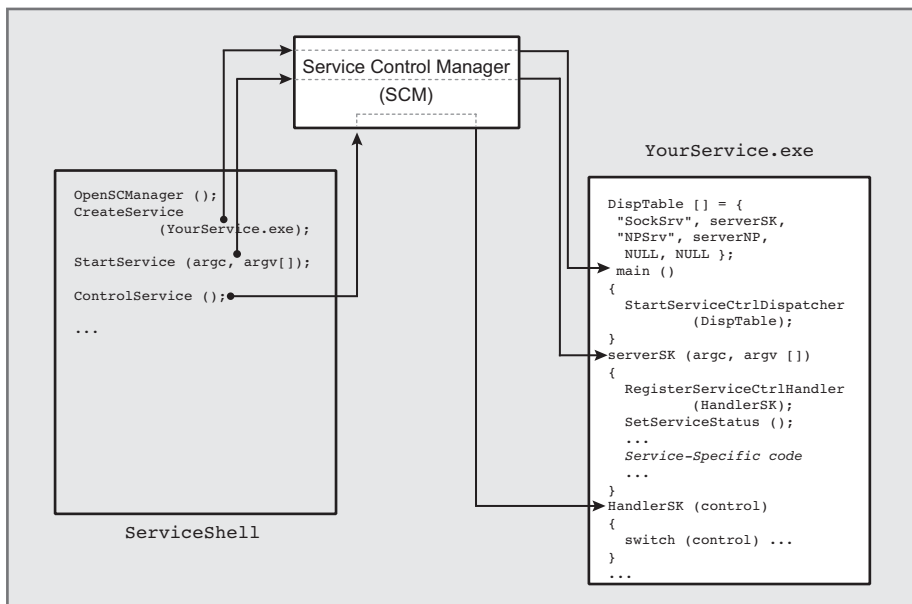 Service Control Manager
(SCM)
OpenSCManager ();
CreateService
(YourService.exe);
StartService (argc, argv[]);
ControlService ();
...
ServiceShell
YourService.exe
DispTable [] = {
"SockSrv", serverSK,
"NPSrv", serverNP,
NULL, NULL };
main ()
{
StartServiceCtrlDispatcher
(DispTable);
}
serverSK (argc, argv [])
{
RegisterServiceCtrlHandler
(HandlerSK);
SetServiceStatus ();
...
Service-Specific code
...
}
HandlerSK (control)
{
switch (control) ...
}
...